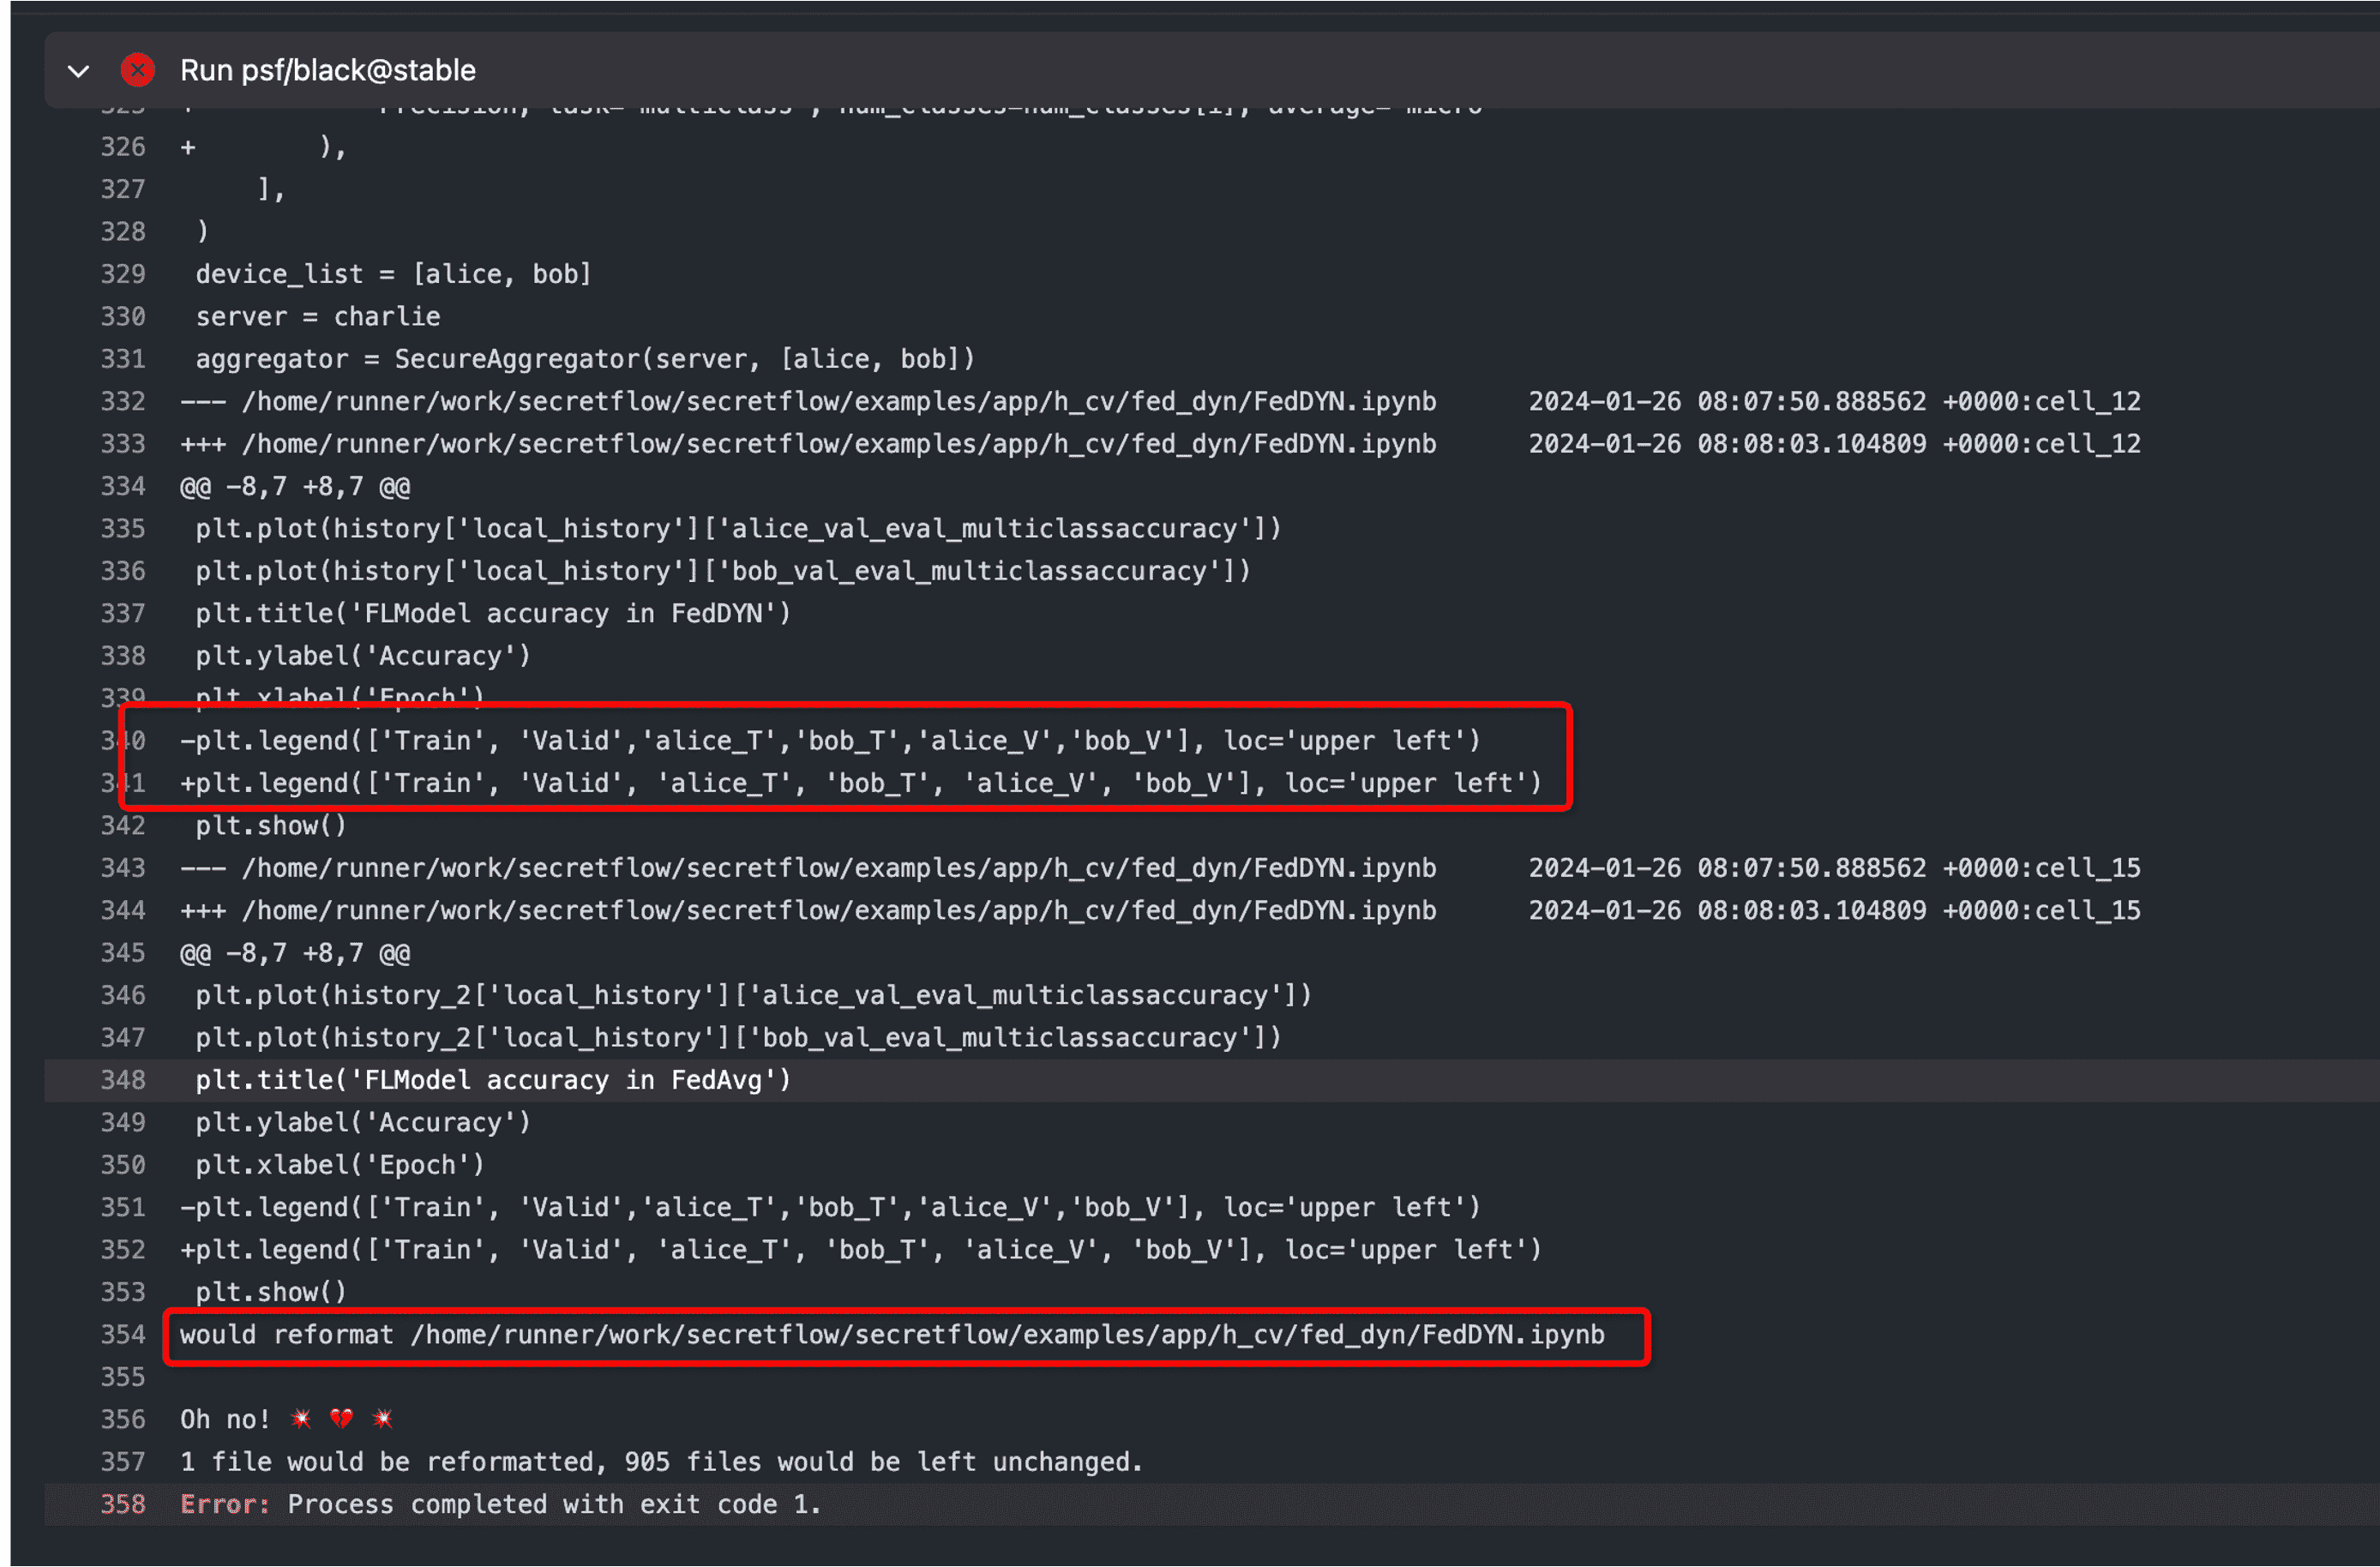 Run psf/black@stable
325 + Precision, task="multiclass", num_classes=num_classes[i], average="micro"
326 + ),
327 ],
328 )
329 device_list = [alice, bob]
330 server = charlie
331 aggregator = SecureAggregator(server, [alice, bob])
332 --- /home/runner/work/secretflow/secretflow/examples/app/h_cv/fed_dyn/FedDYN.ipynb 2024-01-26 08:07:50.888562 +0000:cell_12
333 +++ /home/runner/work/secretflow/secretflow/examples/app/h_cv/fed_dyn/FedDYN.ipynb 2024-01-26 08:08:03.104809 +0000:cell_12
334 @@ -8,7 +8,7 @@
335 plt.plot(history['local_history']['alice_val_eval_multiclassaccuracy'])
336 plt.plot(history['local_history']['bob_val_eval_multiclassaccuracy'])
337 plt.title('FLModel accuracy in FedDYN')
338 plt.ylabel('Accuracy')
339 plt.xlabel('Epoch')
340 -plt.legend(['Train', 'Valid','alice_T','bob_T','alice_V','bob_V'], loc='upper left')
341 +plt.legend(['Train', 'Valid', 'alice_T', 'bob_T', 'alice_V', 'bob_V'], loc='upper left')
342 plt.show()
343 --- /home/runner/work/secretflow/secretflow/examples/app/h_cv/fed_dyn/FedDYN.ipynb 2024-01-26 08:07:50.888562 +0000:cell_15
344 +++ /home/runner/work/secretflow/secretflow/examples/app/h_cv/fed_dyn/FedDYN.ipynb 2024-01-26 08:08:03.104809 +0000:cell_15
345 @@ -8,7 +8,7 @@
346 plt.plot(history_2['local_history']['alice_val_eval_multiclassaccuracy'])
347 plt.plot(history_2['local_history']['bob_val_eval_multiclassaccuracy'])
348 plt.title('FLModel accuracy in FedAvg')
349 plt.ylabel('Accuracy')
350 plt.xlabel('Epoch')
351 -plt.legend(['Train', 'Valid','alice_T','bob_T','alice_V','bob_V'], loc='upper left')
352 +plt.legend(['Train', 'Valid', 'alice_T', 'bob_T', 'alice_V', 'bob_V'], loc='upper left')
353 plt.show()
354 would reformat /home/runner/work/secretflow/secretflow/examples/app/h_cv/fed_dyn/FedDYN.ipynb
355
356 Oh no! 💥 💔 💥
357 1 file would be reformatted, 905 files would be left unchanged.
358 Error: Process completed with exit code 1.